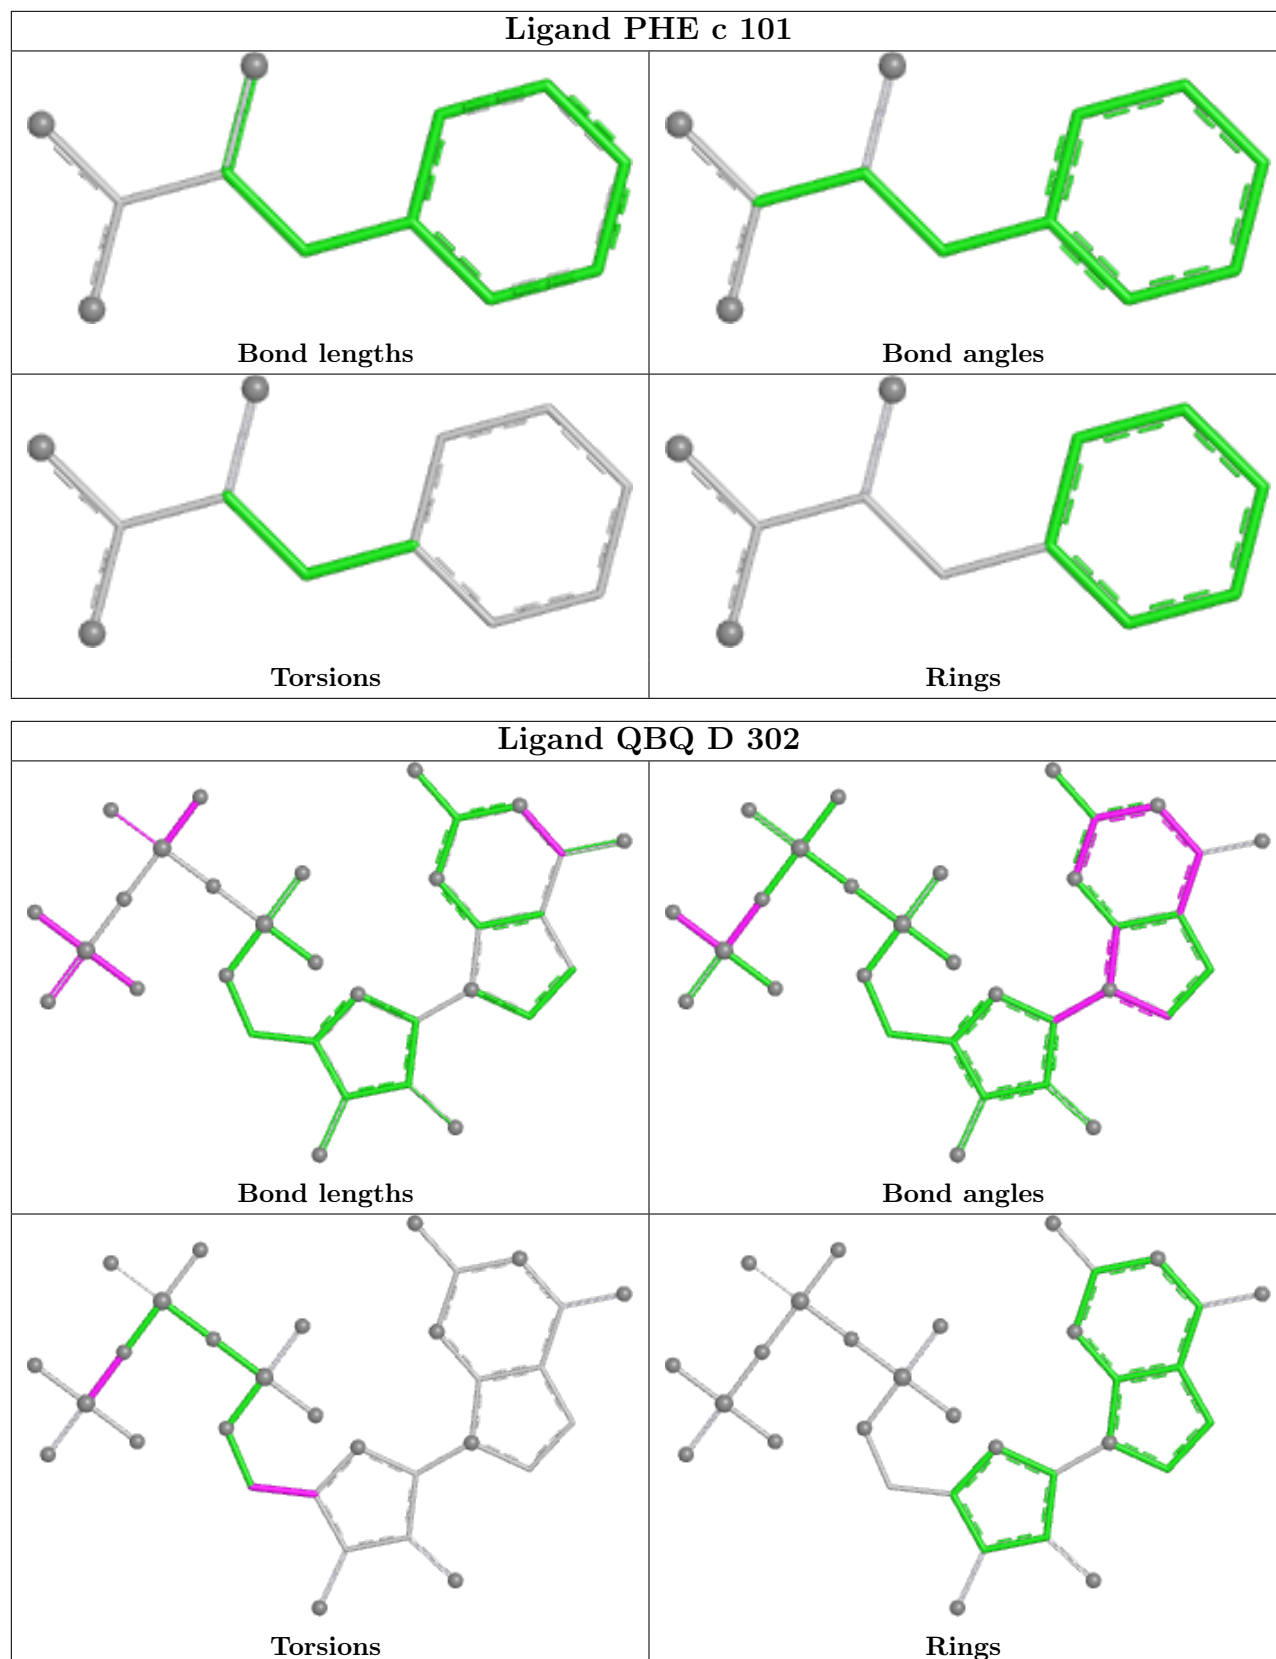 Ligand PHE c 101
Bond lengths
Bond angles
Torsions
Rings
Ligand QBQ D 302
Bond lengths
Bond angles
Torsions
Rings